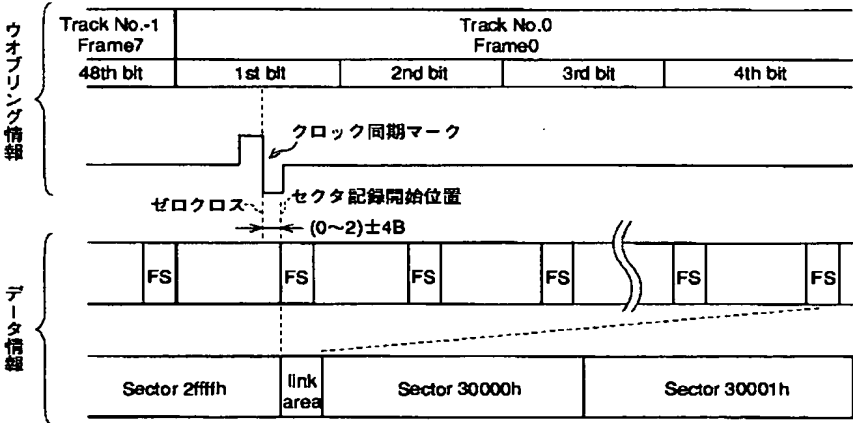 ウオブリング情報
Track No.-1
Frame7
Track No.0
Frame0
48th bit
1st bit
2nd bit
3rd bit
4th bit
クロック同期マーク
ゼロクロス
セクタ記録開始位置
(0～2)±4B
データ情報
FS
FS
FS
FS
FS
FS
Sector 2ffffh
link
area
Sector 30000h
Sector 30001h